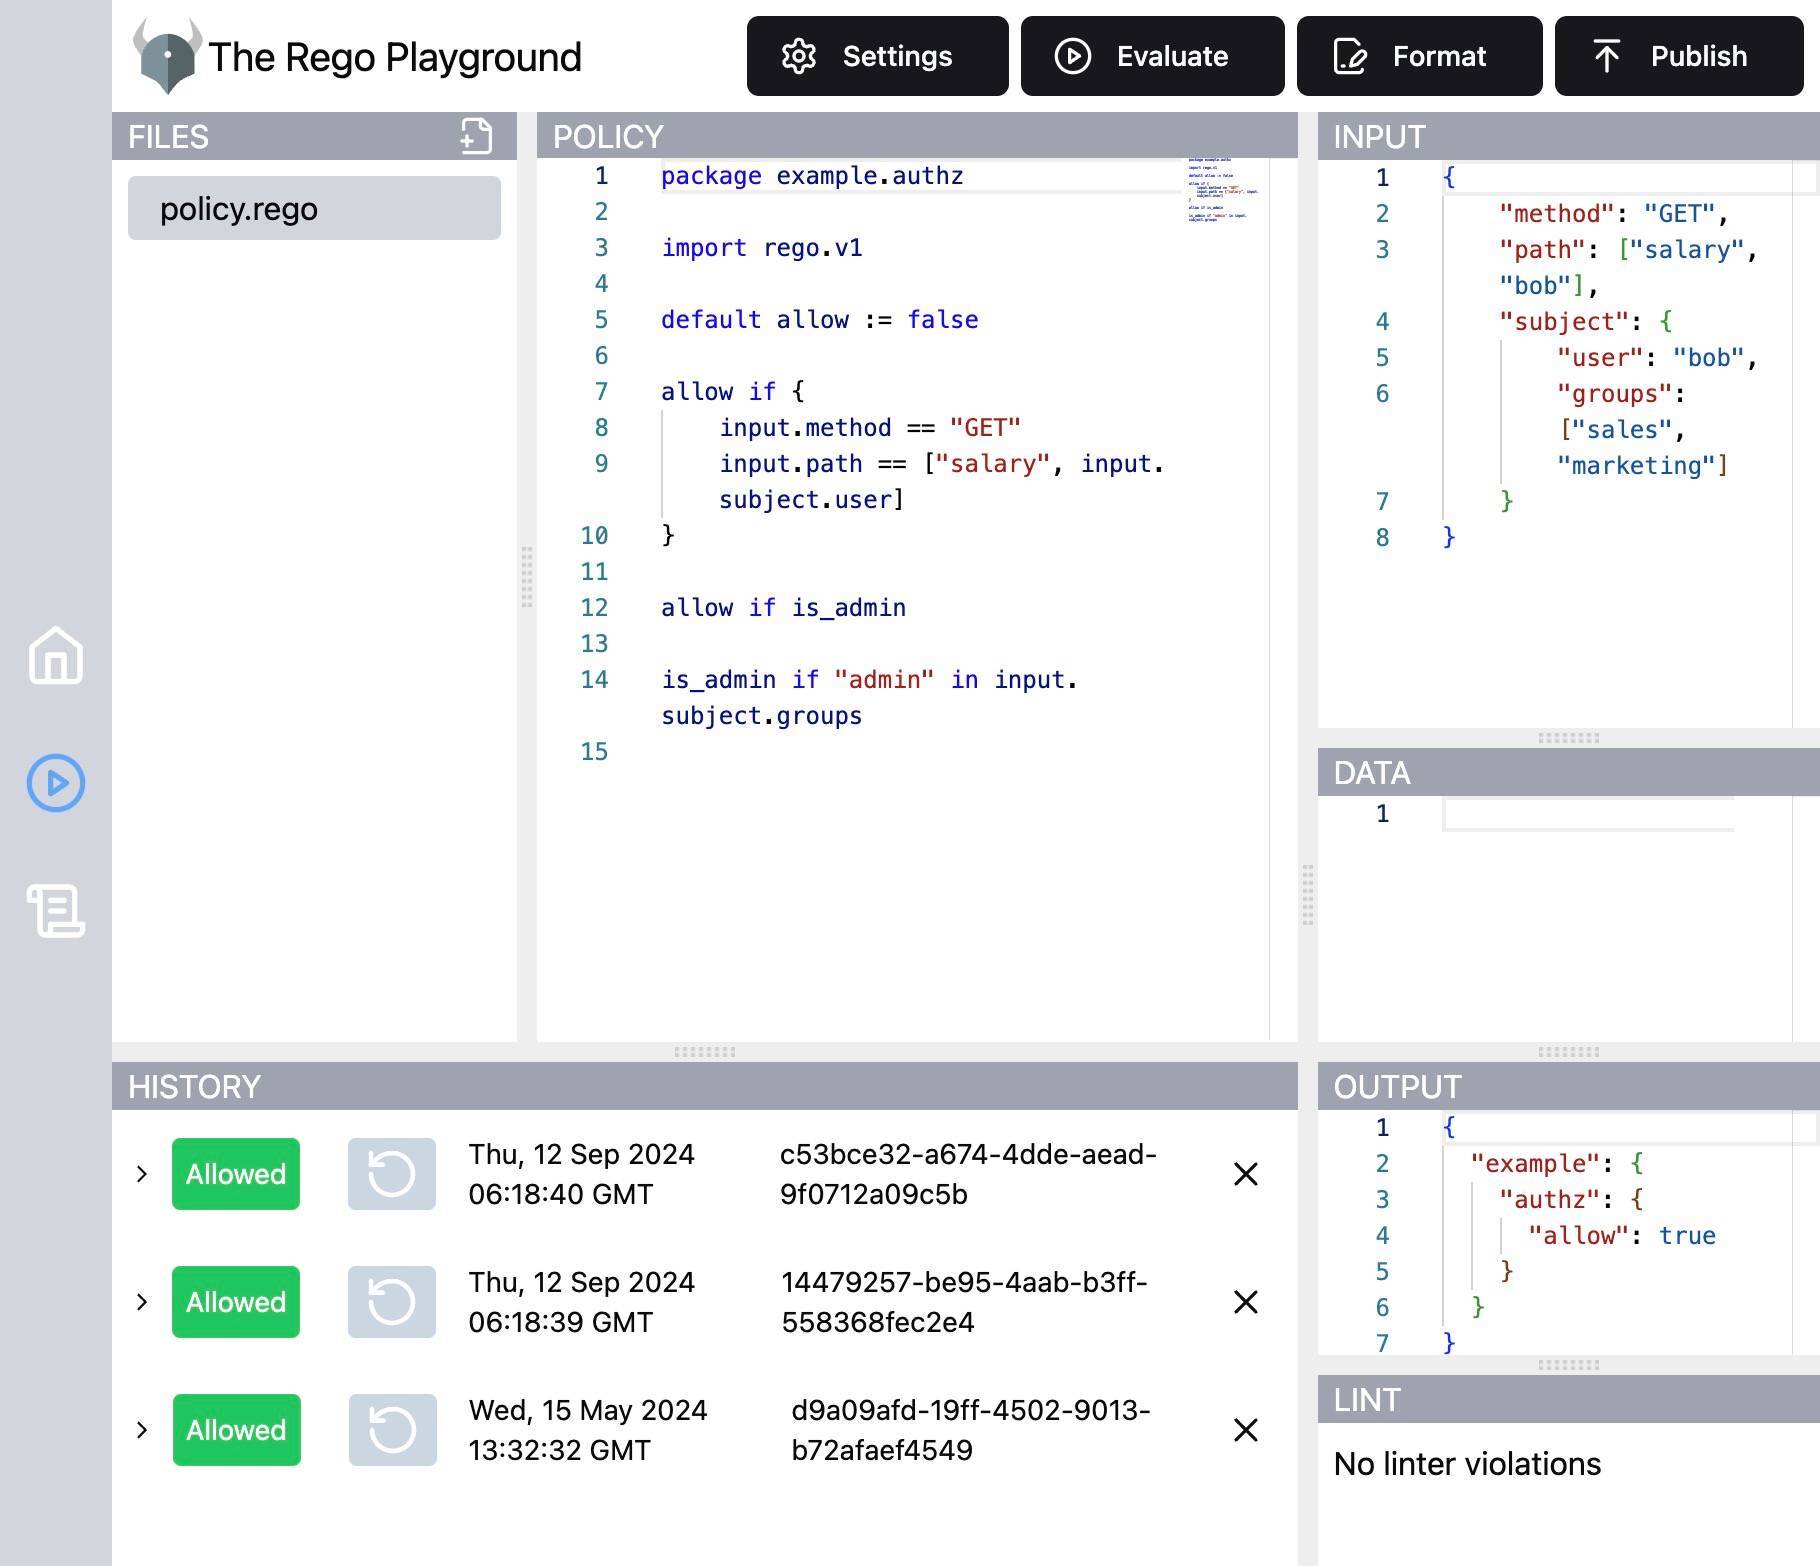 The Rego Playground
Settings
Evaluate
Format
Publish
FILES
policy.rego
POLICY
1 package example.authz
2
3 import rego.v1
4
5 default allow := false
6
7 allow if {
8 input.method == "GET"
9 input.path == ["salary", input.
subject.user]
10 }
11
12 allow if is_admin
13
14 is_admin if "admin" in input.
subject.groups
15
INPUT
1 {
2 "method": "GET",
3 "path": ["salary",
"bob"],
4 "subject": {
5 "user": "bob",
6 "groups":
["sales",
"marketing"]
7 }
8 }
DATA
1
HISTORY
Allowed
Thu, 12 Sep 2024
06:18:40 GMT
c53bce32-a674-4dde-aead-
9f0712a09c5b
Allowed
Thu, 12 Sep 2024
06:18:39 GMT
14479257-be95-4aab-b3ff-
558368fec2e4
Allowed
Wed, 15 May 2024
13:32:32 GMT
d9a09afd-19ff-4502-9013-
b72afaef4549
OUTPUT
1 {
2 "example": {
3 "authz": {
4 "allow": true
5 }
6 }
7 }
LINT
No linter violations